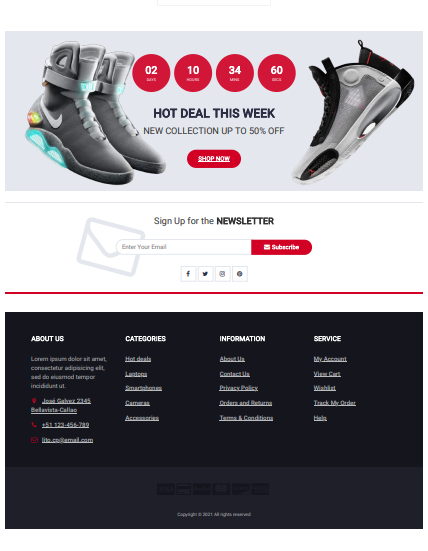 02 10 34 60
DAYS HOURS MINS SECS
HOT DEAL THIS WEEK
NEW COLLECTION UP TO 50% OFF
SHOP NOW
Sign Up for the NEWSLETTER
Enter Your Email
Subscribe
ABOUT US
Lorem ipsum dolor sit amet,
consectetur adipisicing elit,
sed do eiusmod tempor
incididunt ut.
José Galvez 2345
Bellavista-Callao
+51 123-456-789
lito.cp@email.com
CATEGORIES
Hot deals
Laptops
Smartphones
Cameras
Accessories
INFORMATION
About Us
Contact Us
Privacy Policy
Orders and Returns
Terms & Conditions
SERVICE
My Account
View Cart
Wishlist
Track My Order
Help
Copyright © 2021 All rights reserved